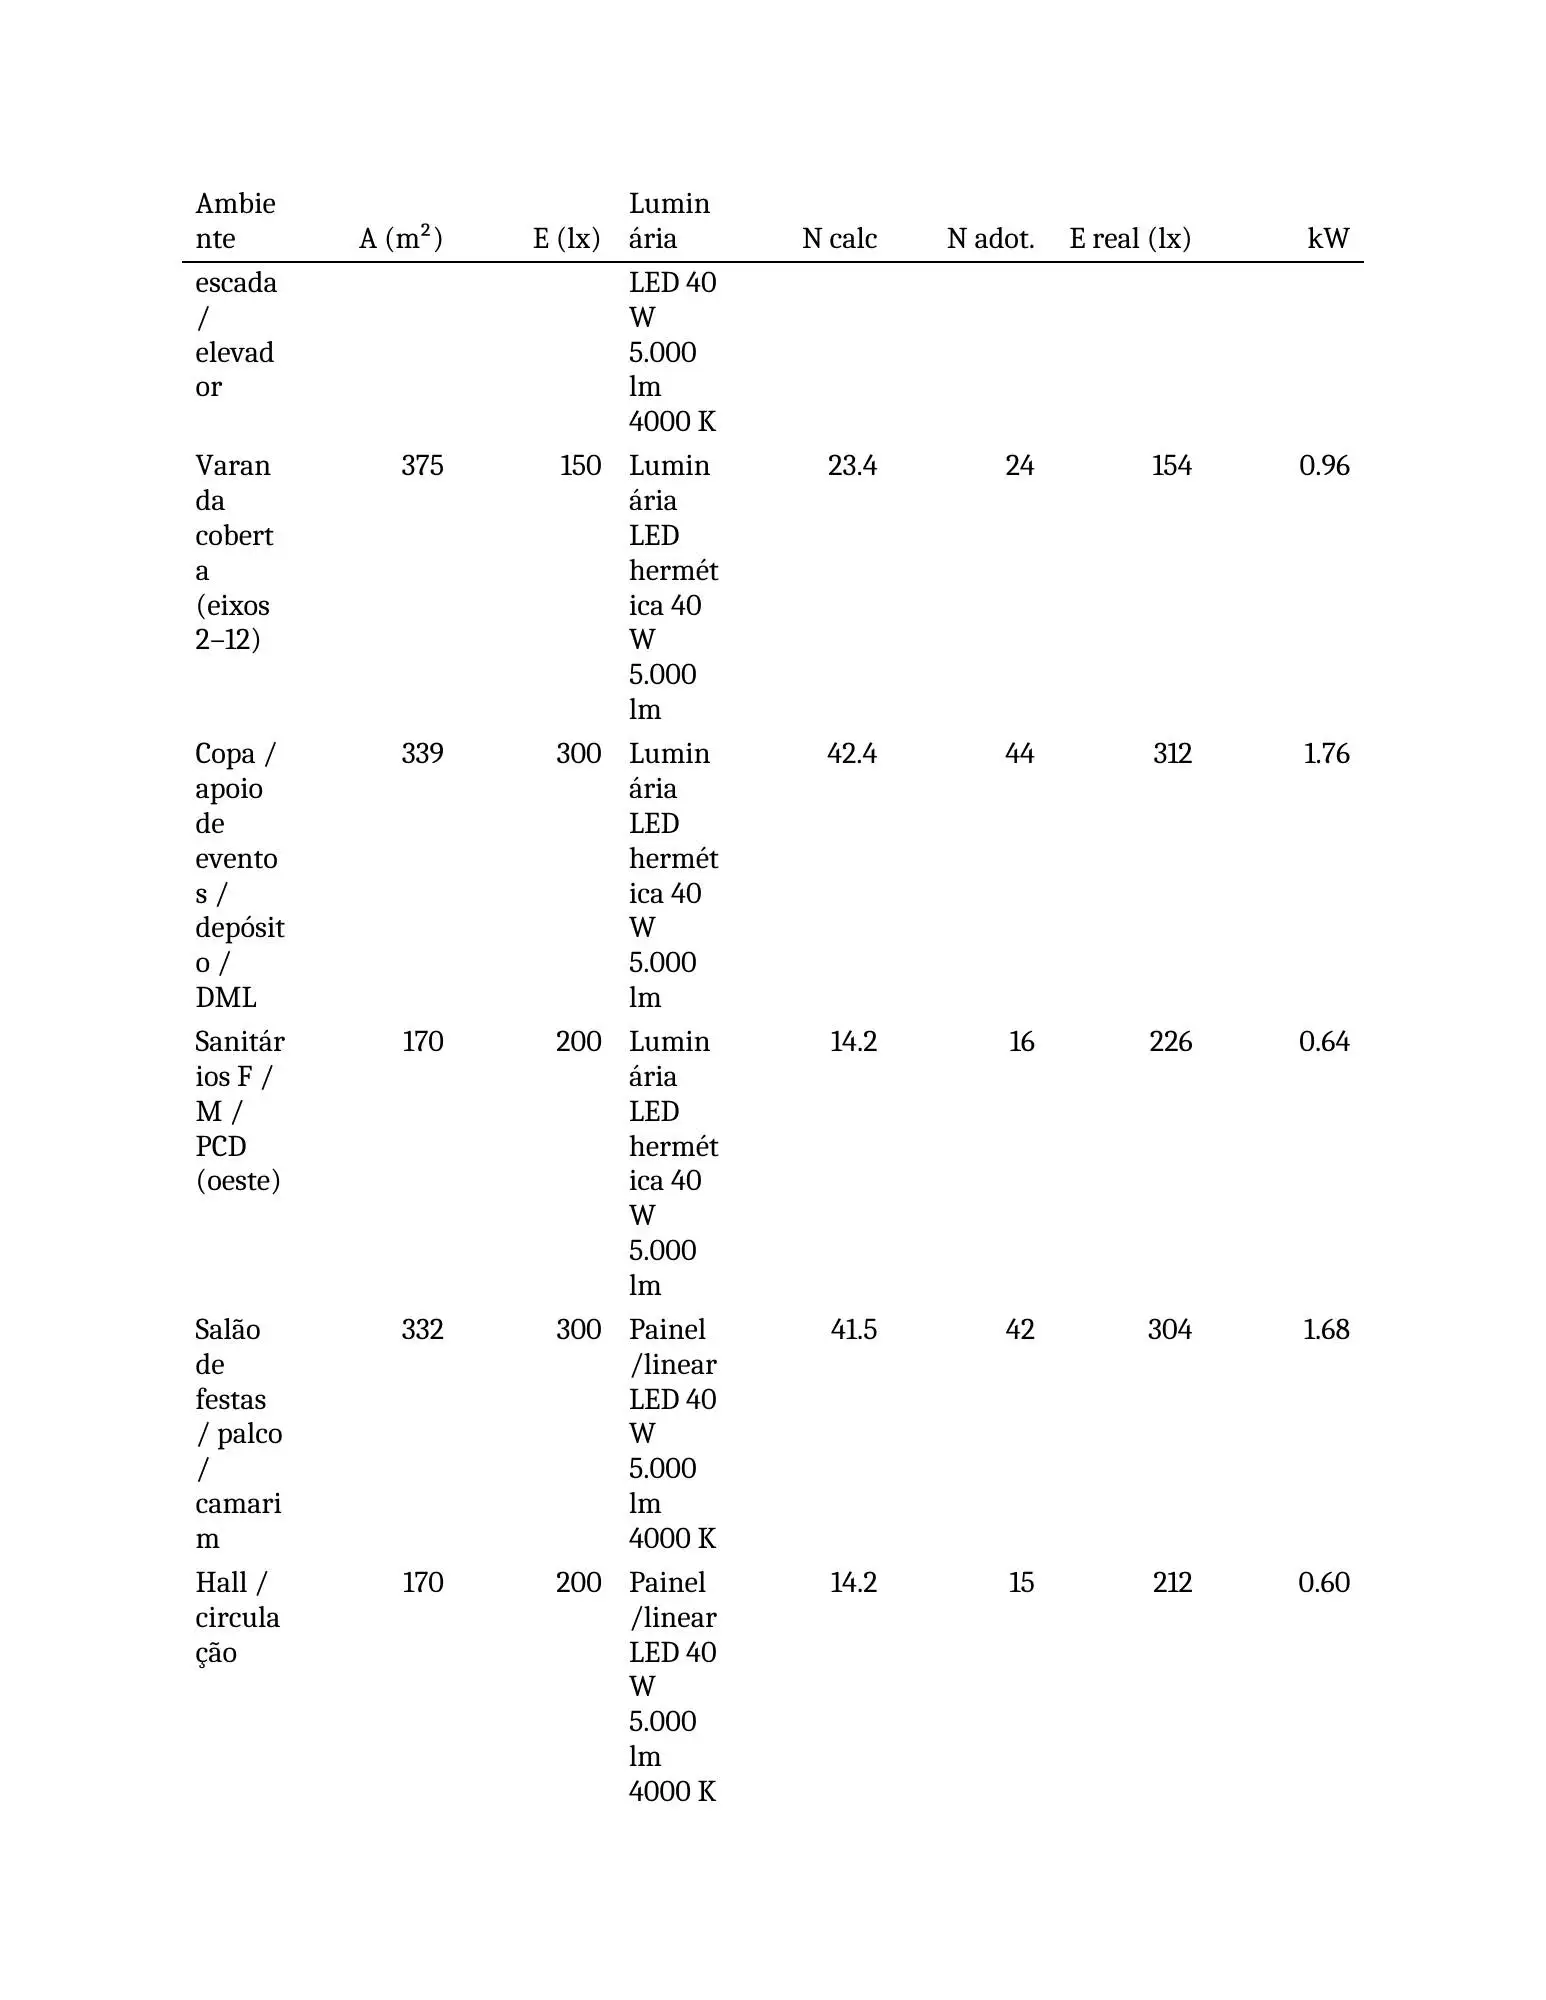 Ambie Lumin
nte A (m²) E (lx) ária N calc N adot. E real (lx) kW
escada LED 40
/ W
elevad 5.000
or lm
4000 K
Varan 375 150 Lumin 23.4 24 154 0.96
da ária
cobert LED
a hermét
(eixos ica 40
2–12) W
5.000
lm
Copa / 339 300 Lumin 42.4 44 312 1.76
apoio ária
de LED
evento hermét
s / ica 40
depósit W
o / 5.000
DML lm
Sanitár 170 200 Lumin 14.2 16 226 0.64
ios F / ária
M / LED
PCD hermét
(oeste) ica 40
W
5.000
lm
Salão 332 300 Painel 41.5 42 304 1.68
de /linear
festas LED 40
/ palco W
/ 5.000
camari lm
m 4000 K
Hall / 170 200 Painel 14.2 15 212 0.60
circula /linear
ção LED 40
W
5.000
lm
4000 K